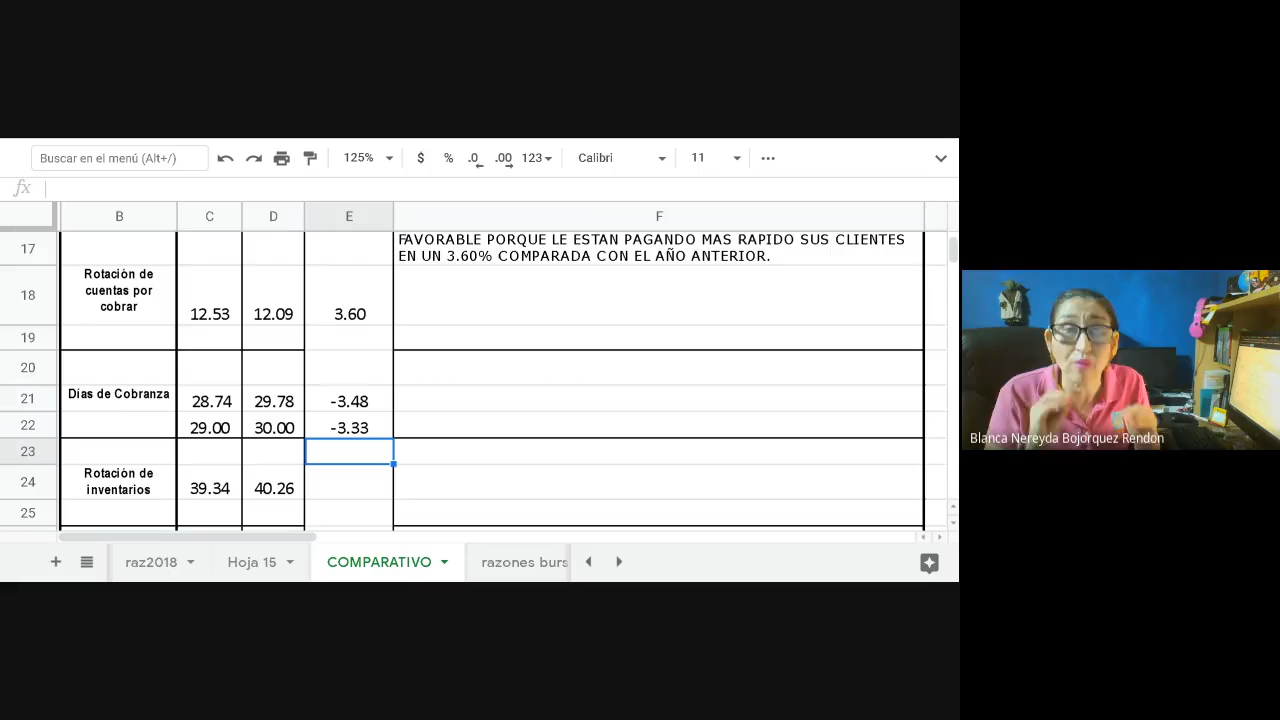 Buscar en el menú (Alt+/)
125%
$
%
.0
.00
123
Calibri
11
fx
B C D E F
17
FAVORABLE PORQUE LE ESTAN PAGANDO MAS RAPIDO SUS CLIENTES
EN UN 3.60% COMPARADA CON EL AÑO ANTERIOR.
18
Rotación de
cuentas por
cobrar
12.53 12.09 3.60
19
20
21 Días de Cobranza 28.74 29.78 -3.48
22 29.00 30.00 -3.33
23
24
Rotación de
inventarios
39.34 40.26
25
raz2018 Hoja 15 COMPARATIVO razones burs
Blanca Nereyda Bojorquez Rendon